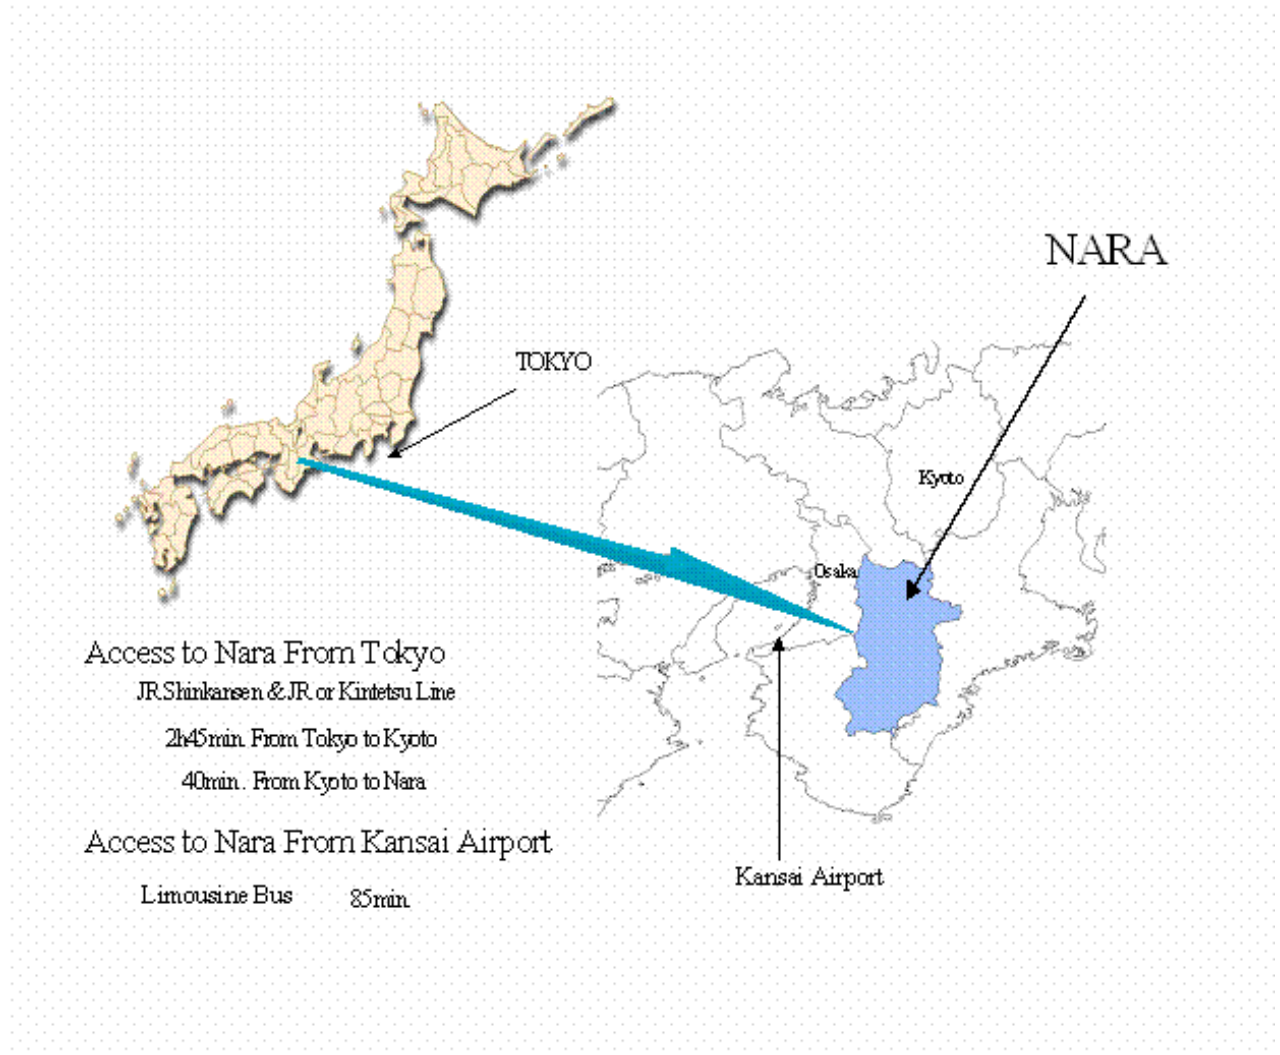 NARA
TOKYO
Kyoto
Osaka
Access to Nara From Tokyo
JR Shinkansen & JR or Kintetsu Line
2h45min. From Tokyo to Kyoto
40min. From Kyoto to Nara
Access to Nara From Kansai Airport
Limousine Bus 85min.
Kansai Airport